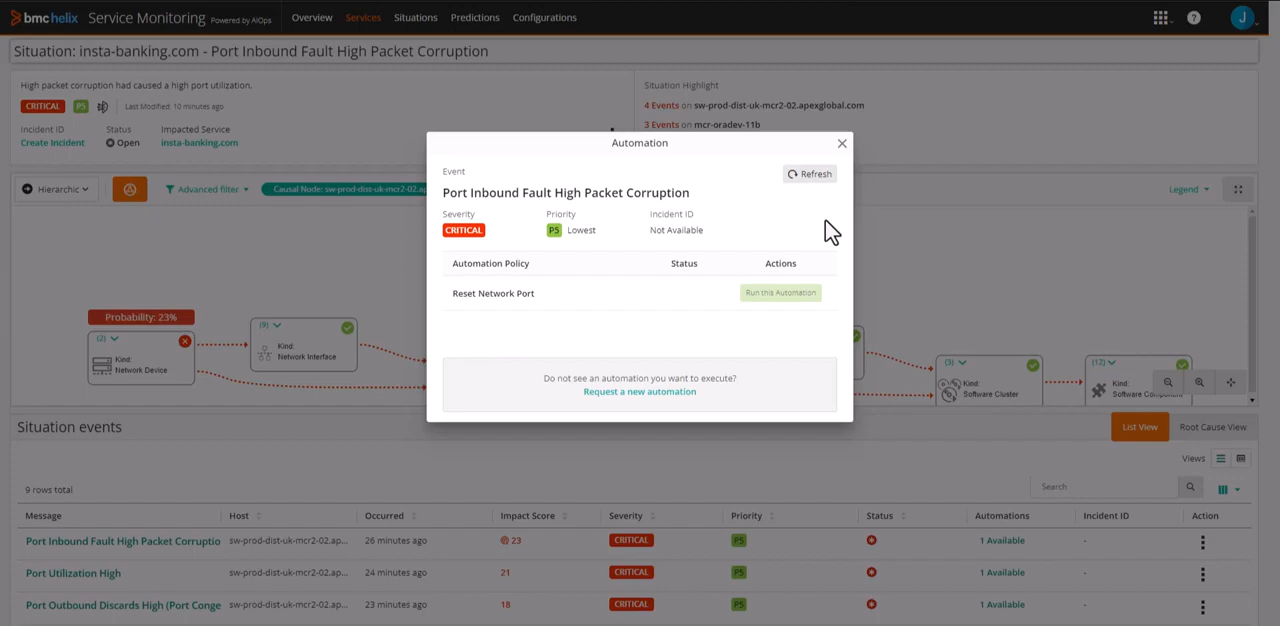 bmc helix Service Monitoring Powered by AIOps Overview Services Situations Predictions Configurations ? J
Situation: insta-banking.com - Port Inbound Fault High Packet Corruption
High packet corruption had caused a high port utilization.
CRITICAL P5 Last Modified: 10 minutes ago
Incident ID Status Impacted Service
Create Incident Open insta-banking.com
Situation Highlight
4 Events on sw-prod-dist-uk-mcr2-02.apexglobal.com
3 Events on mcr-oradev-11b
Hierarchic Advanced filter Causal Node: sw-prod-dist-uk-mcr2-02.ap Legend
Automation
Event
Refresh
Port Inbound Fault High Packet Corruption
Severity Priority Incident ID
CRITICAL P5 Lowest Not Available
Automation Policy Status Actions
Reset Network Port Run this Automation
Do not see an automation you want to execute?
Request a new automation
Probability: 23%
(2)
Kind:
Network Device
(9)
Kind:
Network Interface
(3)
Kind:
Software Cluster
(12)
Kind:
Software Component
Situation events List View Root Cause View
Views
9 rows total Search
Message Host Occurred Impact Score Severity Priority Status Automations Incident ID Action
Port Inbound Fault High Packet Corruptio sw-prod-dist-uk-mcr2-02.ap... 26 minutes ago 23 CRITICAL P5 1 Available -
Port Utilization High sw-prod-dist-uk-mcr2-02.ap... 24 minutes ago 21 CRITICAL P5 1 Available -
Port Outbound Discards High (Port Conge sw-prod-dist-uk-mcr2-02.ap... 23 minutes ago 18 CRITICAL P5 1 Available -